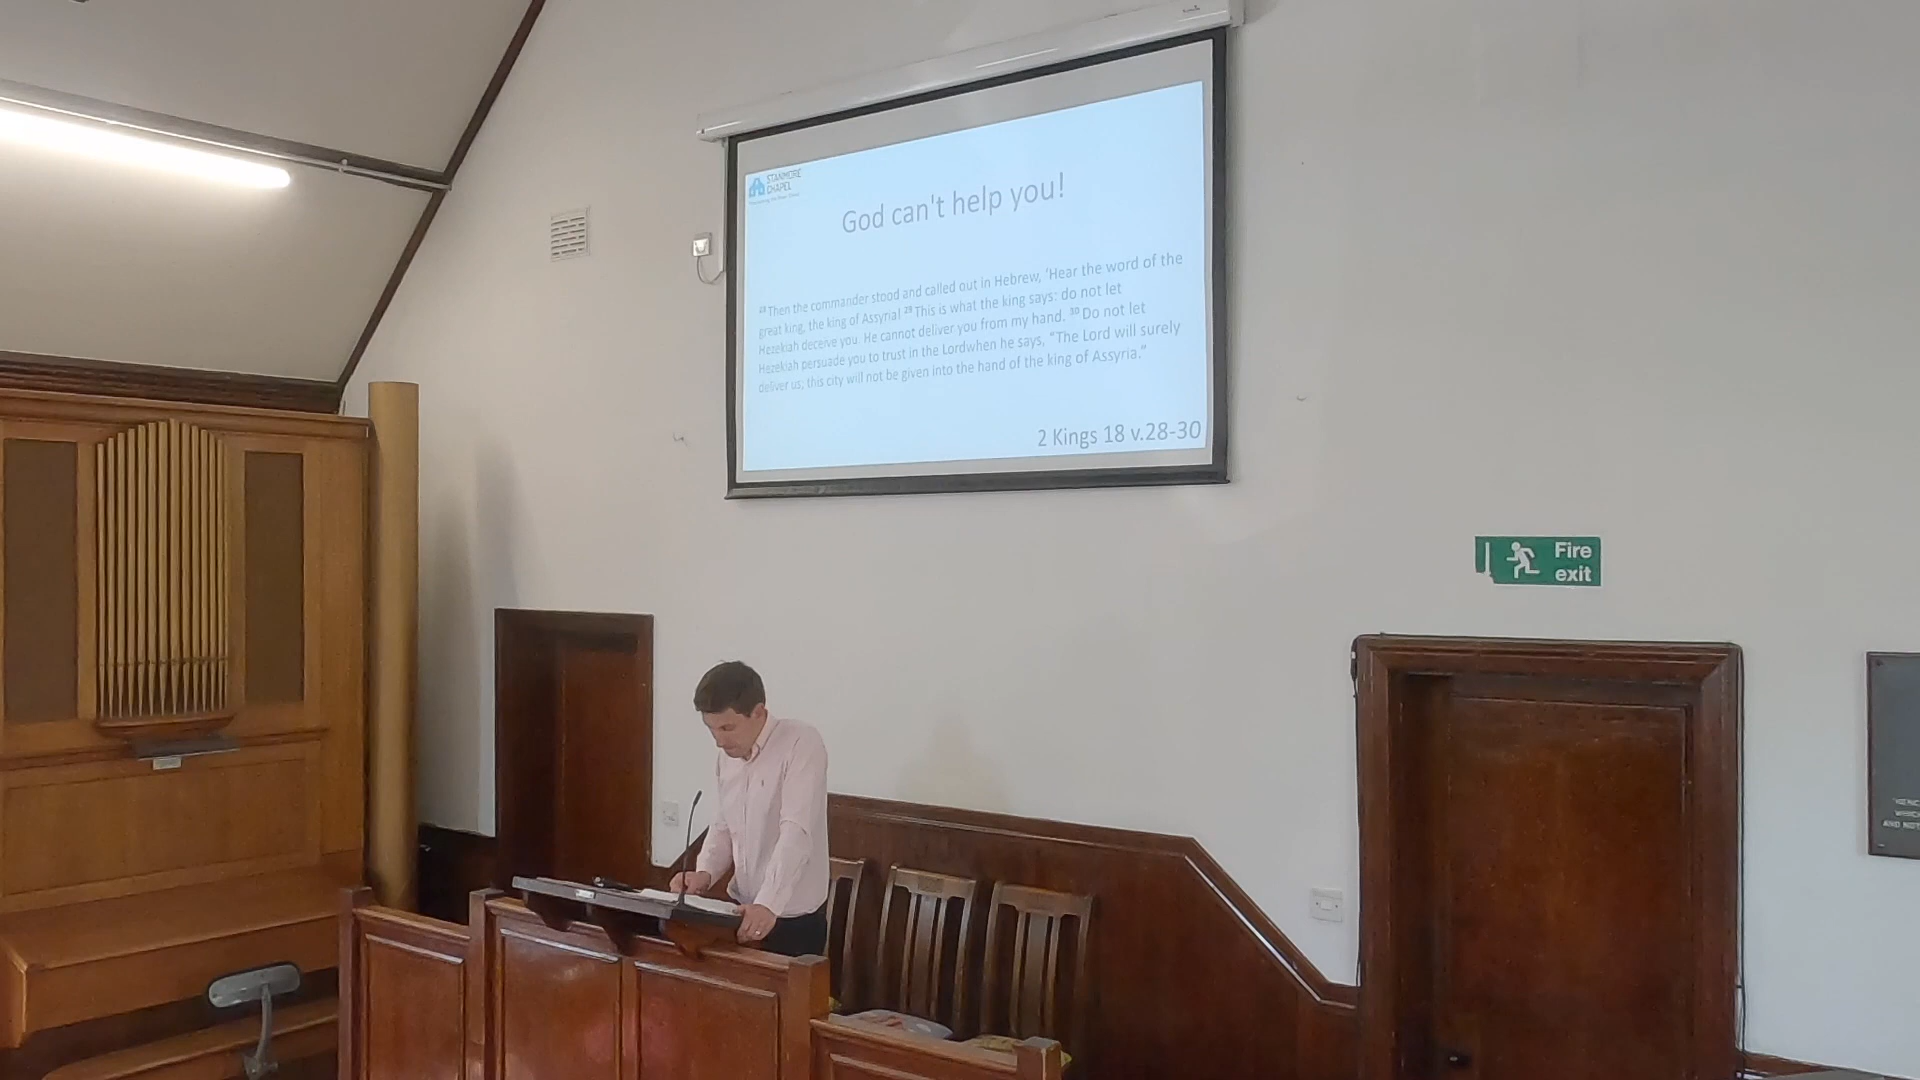 STANMORE
CHAPEL
God can't help you!
28 Then the commander stood and called out in Hebrew, 'Hear the word of the
great king, the king of Assyria! 29 This is what the king says: do not let
Hezekiah deceive you. He cannot deliver you from my hand. 30 Do not let
Hezekiah persuade you to trust in the Lordwhen he says, "The Lord will surely
deliver us; this city will not be given into the hand of the king of Assyria."
2 Kings 18 v.28-30
Fire
exit
AND NOT